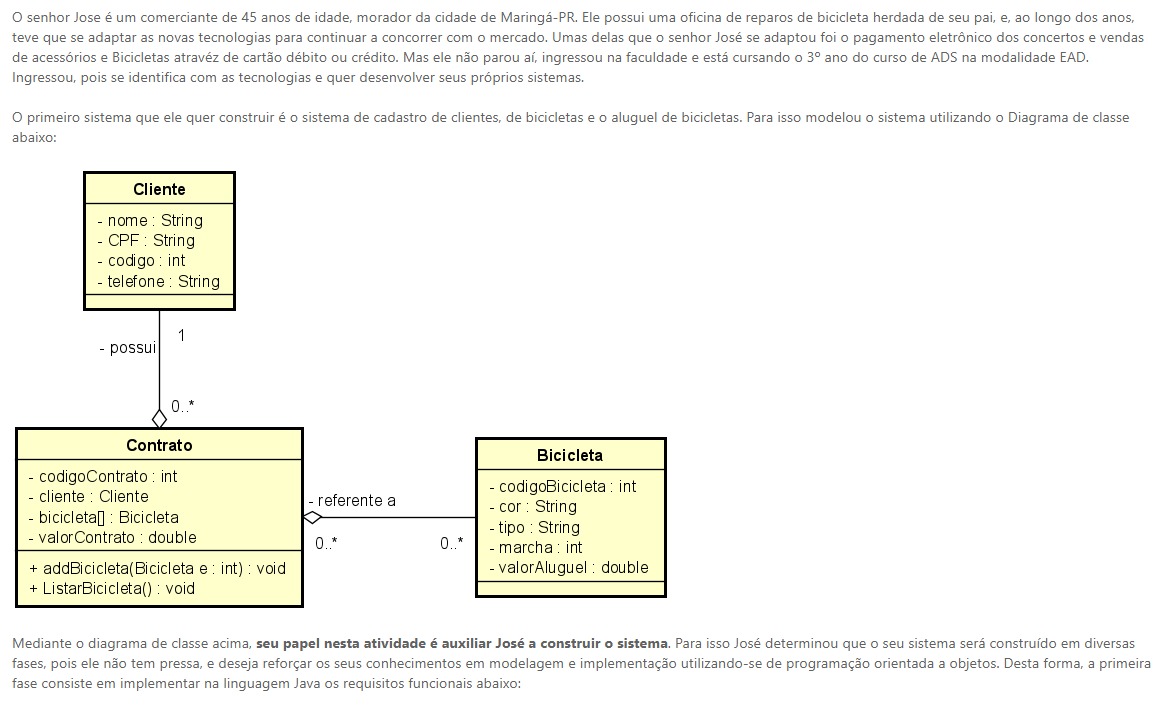 O senhor Jose é um comerciante de 45 anos de idade, morador da cidade de Maringá-PR. Ele possui uma oficina de reparos de bicicleta herdada de seu pai, e, ao longo dos anos,
teve que se adaptar as novas tecnologias para continuar a concorrer com o mercado. Umas delas que o senhor José se adaptou foi o pagamento eletrônico dos concertos e vendas
de acessórios e Bicicletas atravéz de cartão débito ou crédito. Mas ele não parou aí, ingressou na faculdade e está cursando o 3º ano do curso de ADS na modalidade EAD.
Ingressou, pois se identifica com as tecnologias e quer desenvolver seus próprios sistemas.
O primeiro sistema que ele quer construir é o sistema de cadastro de clientes, de bicicletas e o aluguel de bicicletas. Para isso modelou o sistema utilizando o Diagrama de classe
abaixo:
Cliente
- nome : String
- CPF : String
- codigo : int
- telefone : String
1
- possui
0..*
Contrato
- codigoContrato : int
- cliente : Cliente
- bicicleta[] : Bicicleta
- valorContrato : double
+ addBicicleta(Bicicleta e : int) : void
+ ListarBicicleta() : void
- referente a
0..*
0..*
Bicicleta
- codigoBicicleta : int
- cor : String
- tipo : String
- marcha : int
- valorAluguel : double
Mediante o diagrama de classe acima, seu papel nesta atividade é auxiliar José a construir o sistema. Para isso José determinou que o seu sistema será construído em diversas
fases, pois ele não tem pressa, e deseja reforçar os seus conhecimentos em modelagem e implementação utilizando-se de programação orientada a objetos. Desta forma, a primeira
fase consiste em implementar na linguagem Java os requisitos funcionais abaixo: